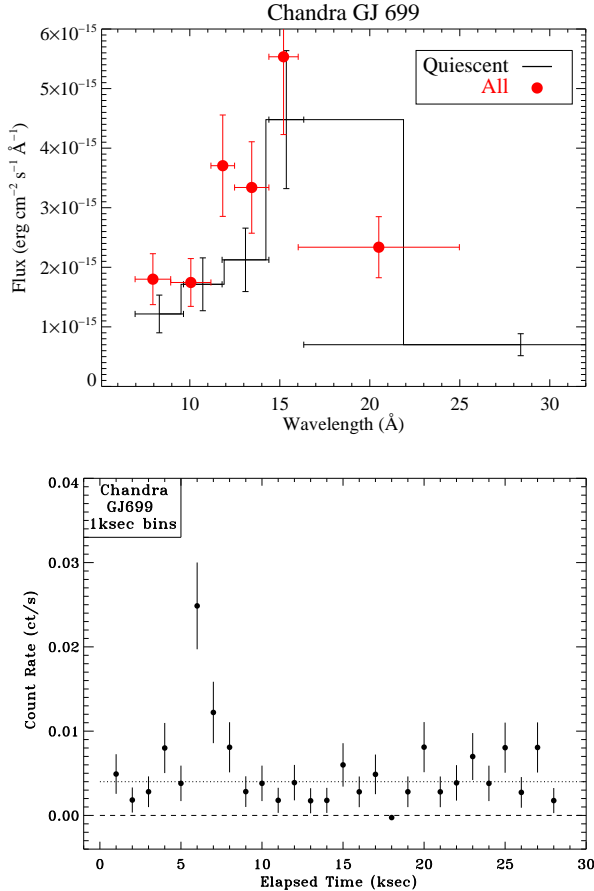 Chandra GJ 699
6×10⁻¹⁵
5×10⁻¹⁵
4×10⁻¹⁵
3×10⁻¹⁵
2×10⁻¹⁵
1×10⁻¹⁵
0
Flux (erg cm⁻² s⁻¹ Å⁻¹)
Quiescent
All
10 15 20 25 30
Wavelength (Å)
Chandra
GJ699
1ksec bins
0.04
0.03
0.02
0.01
0.00
Count Rate (ct/s)
0 5 10 15 20 25 30
Elapsed Time (ksec)